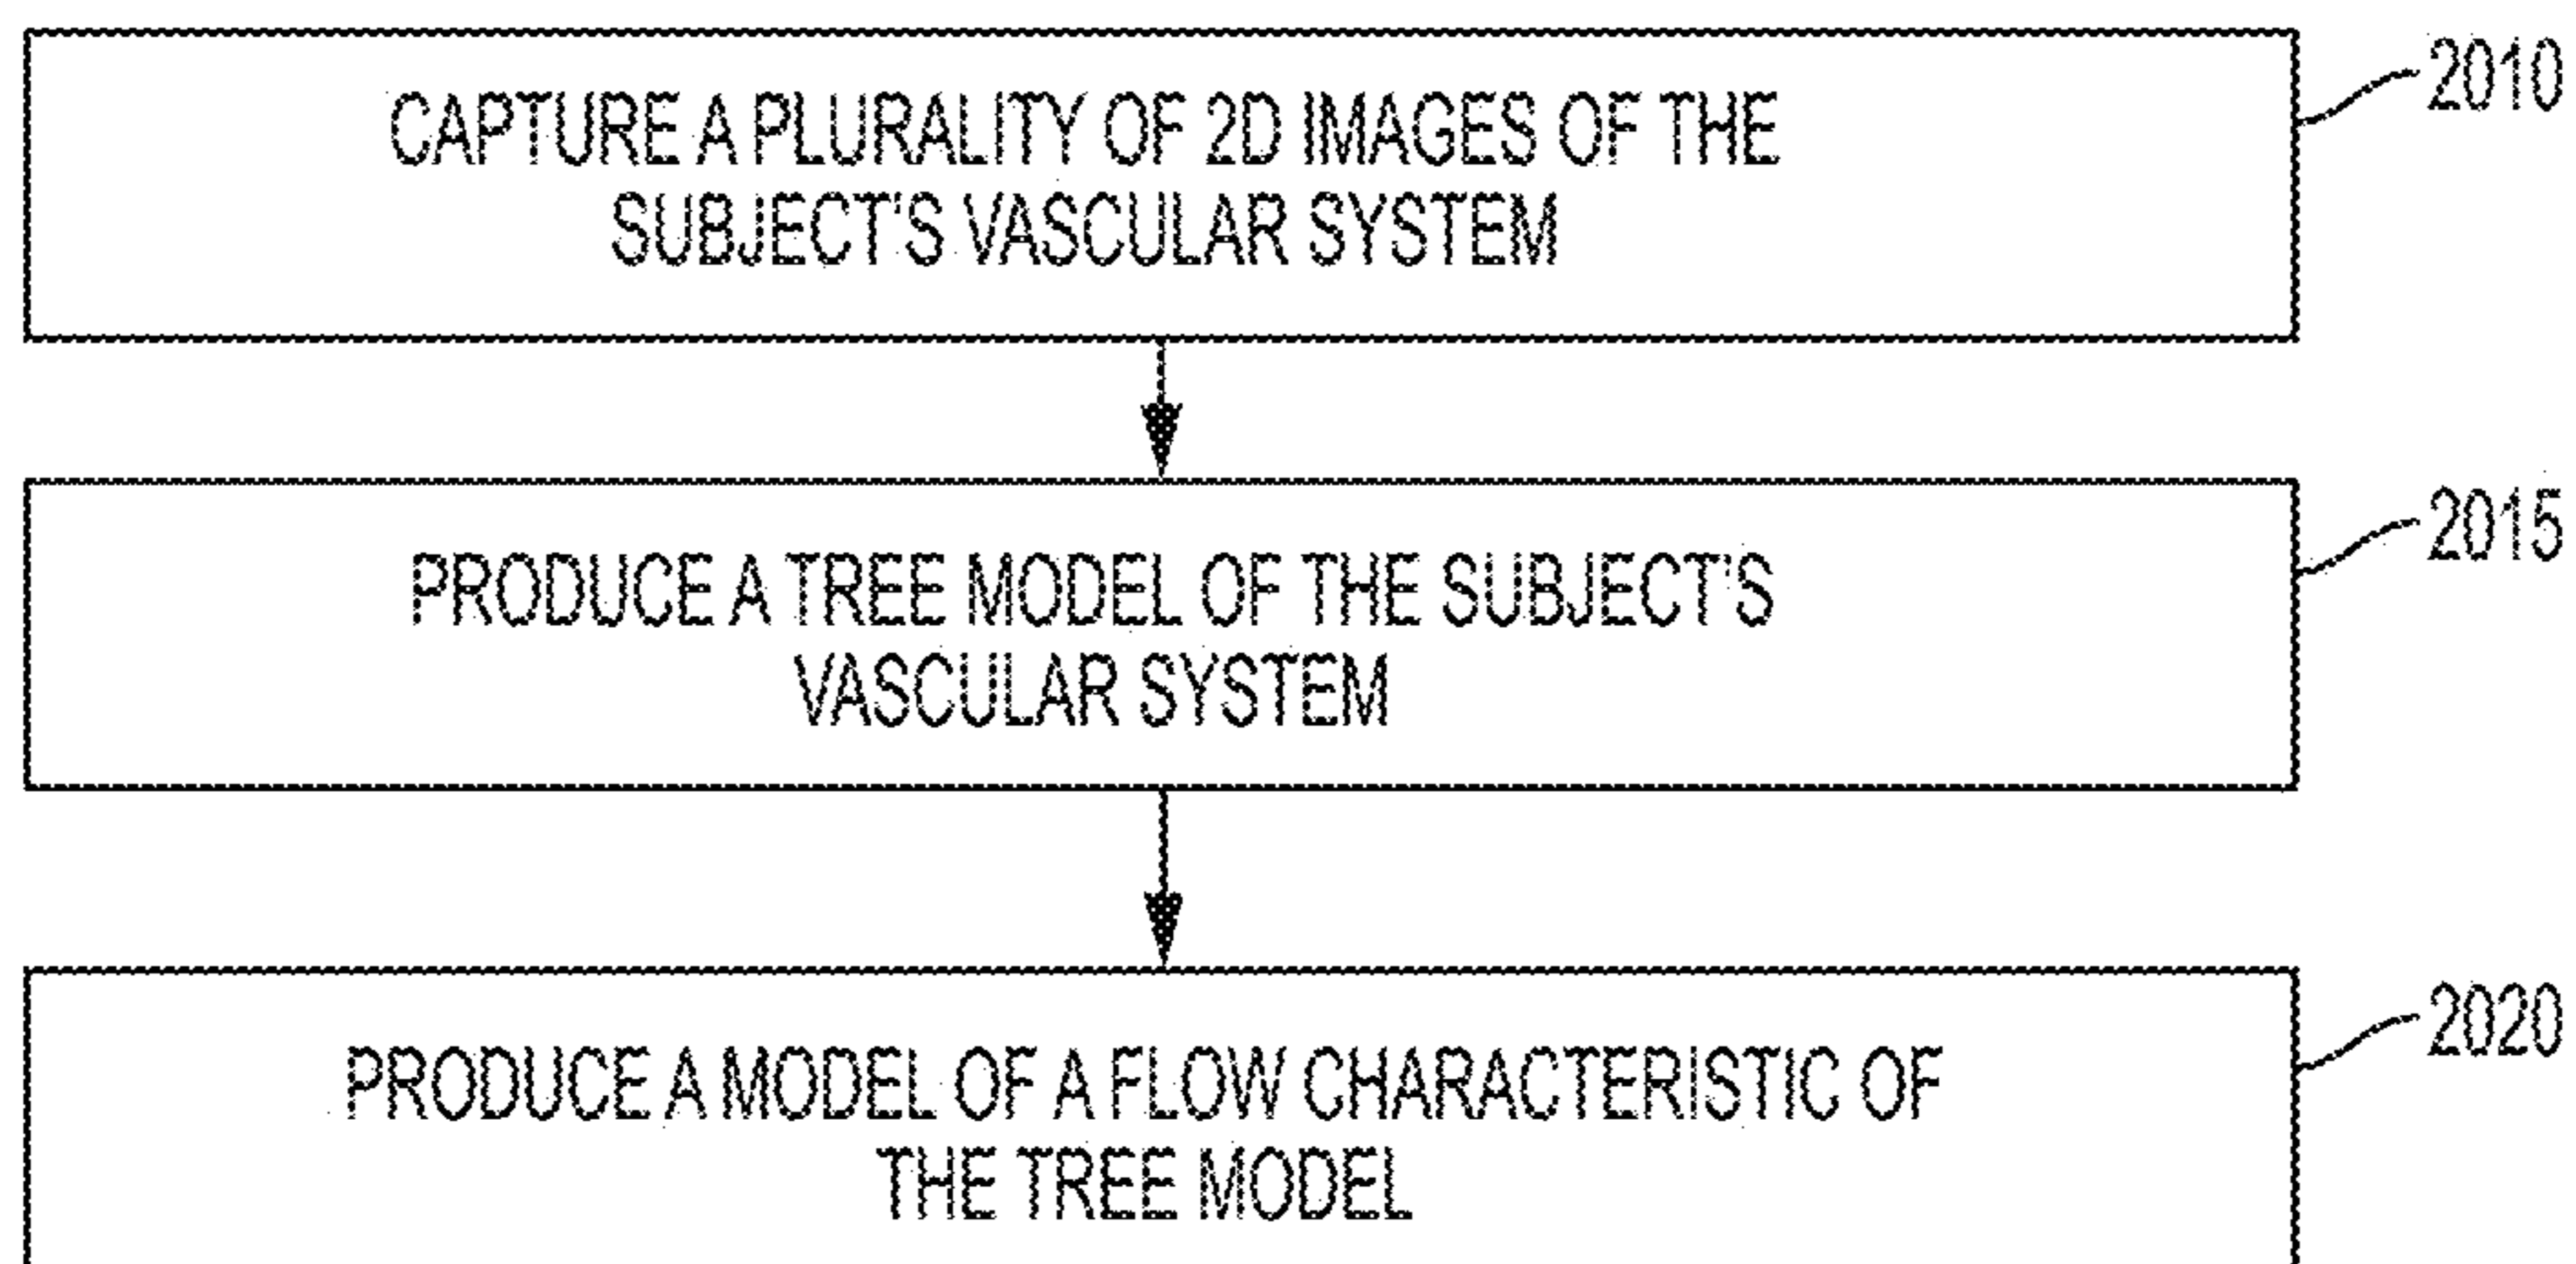 CAPTURE A PLURALITY OF 2D IMAGES OF THE
SUBJECT'S VASCULAR SYSTEM
2010
PRODUCE A TREE MODEL OF THE SUBJECT'S
VASCULAR SYSTEM
2015
PRODUCE A MODEL OF A FLOW CHARACTERISTIC OF
THE TREE MODEL
2020